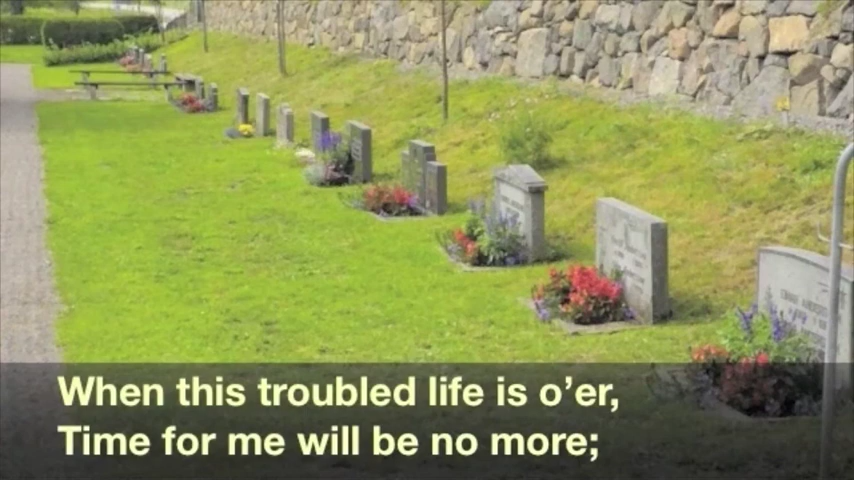 When this troubled life is o’er,
Time for me will be no more;